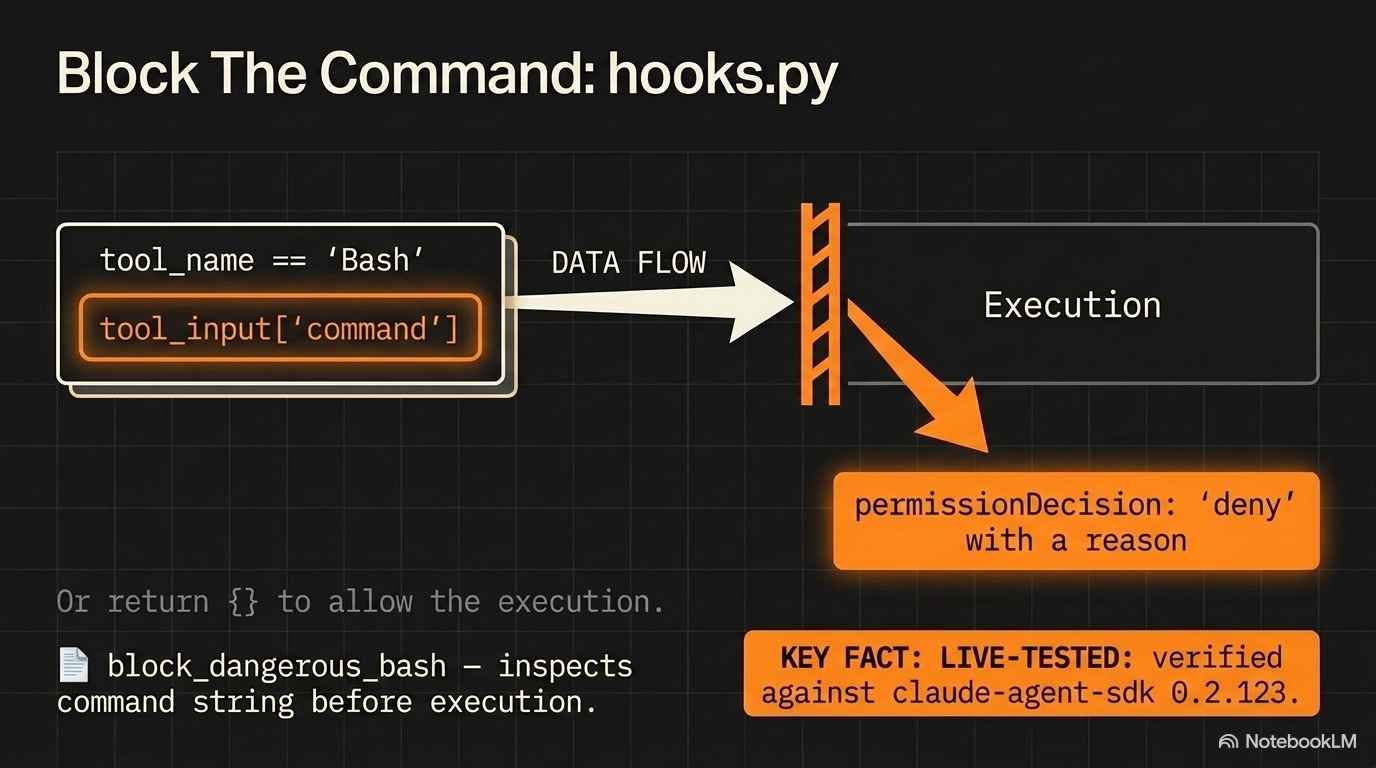 Block The Command: hooks.py
tool_name == ‘Bash’
tool_input[‘command’]
DATA FLOW
Execution
permissionDecision: ‘deny’
with a reason
Or return {} to allow the execution.
block_dangerous_bash — inspects
command string before execution.
KEY FACT: LIVE-TESTED: verified
against claude-agent-sdk 0.2.123.
NotebookLM